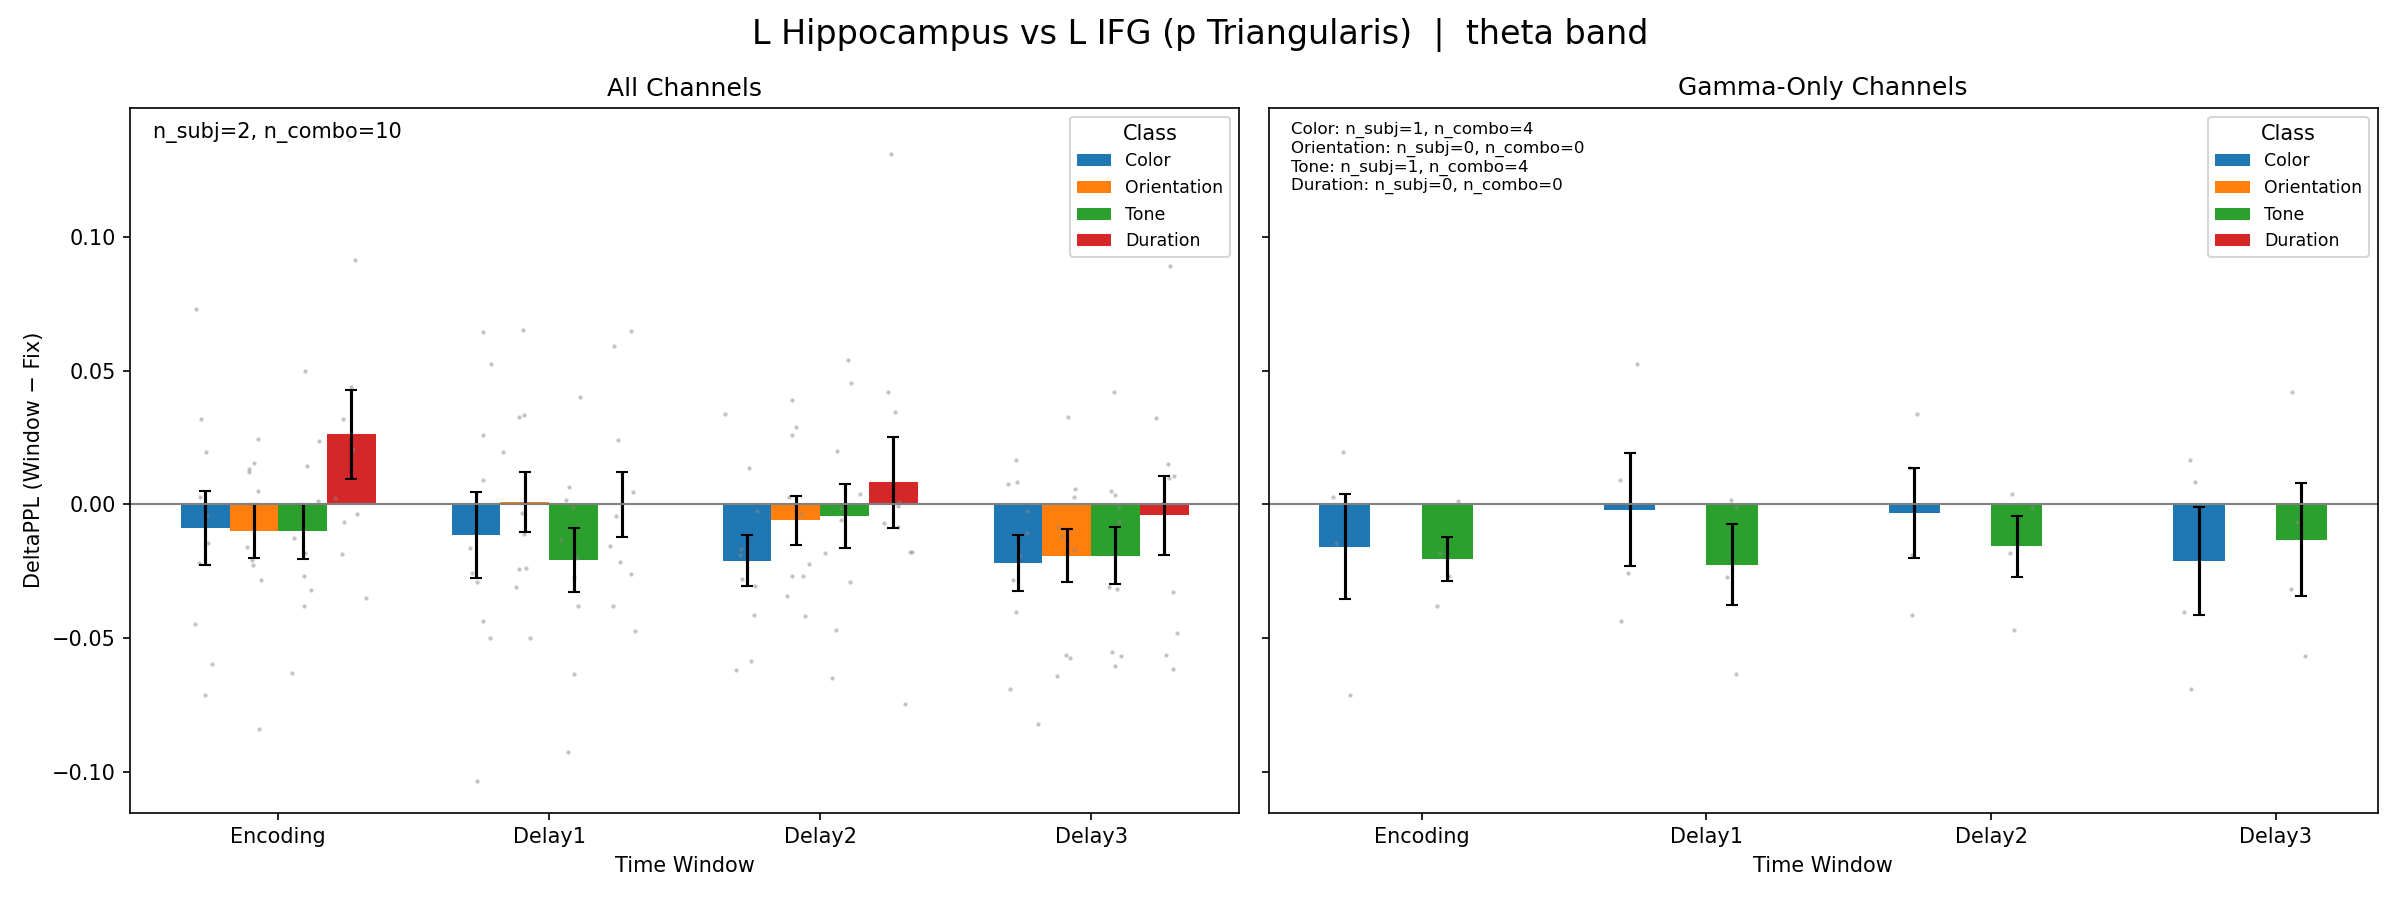 L Hippocampus vs L IFG (p Triangularis)  |  theta band
All Channels
n_subj=2, n_combo=10
Class
Color
Orientation
Tone
Duration
DeltaPPL (Window − Fix)
0.10
0.05
0.00
−0.05
−0.10
Encoding
Delay1
Delay2
Delay3
Time Window
Gamma-Only Channels
Color: n_subj=1, n_combo=4
Orientation: n_subj=0, n_combo=0
Tone: n_subj=1, n_combo=4
Duration: n_subj=0, n_combo=0
Class
Color
Orientation
Tone
Duration
Encoding
Delay1
Delay2
Delay3
Time Window